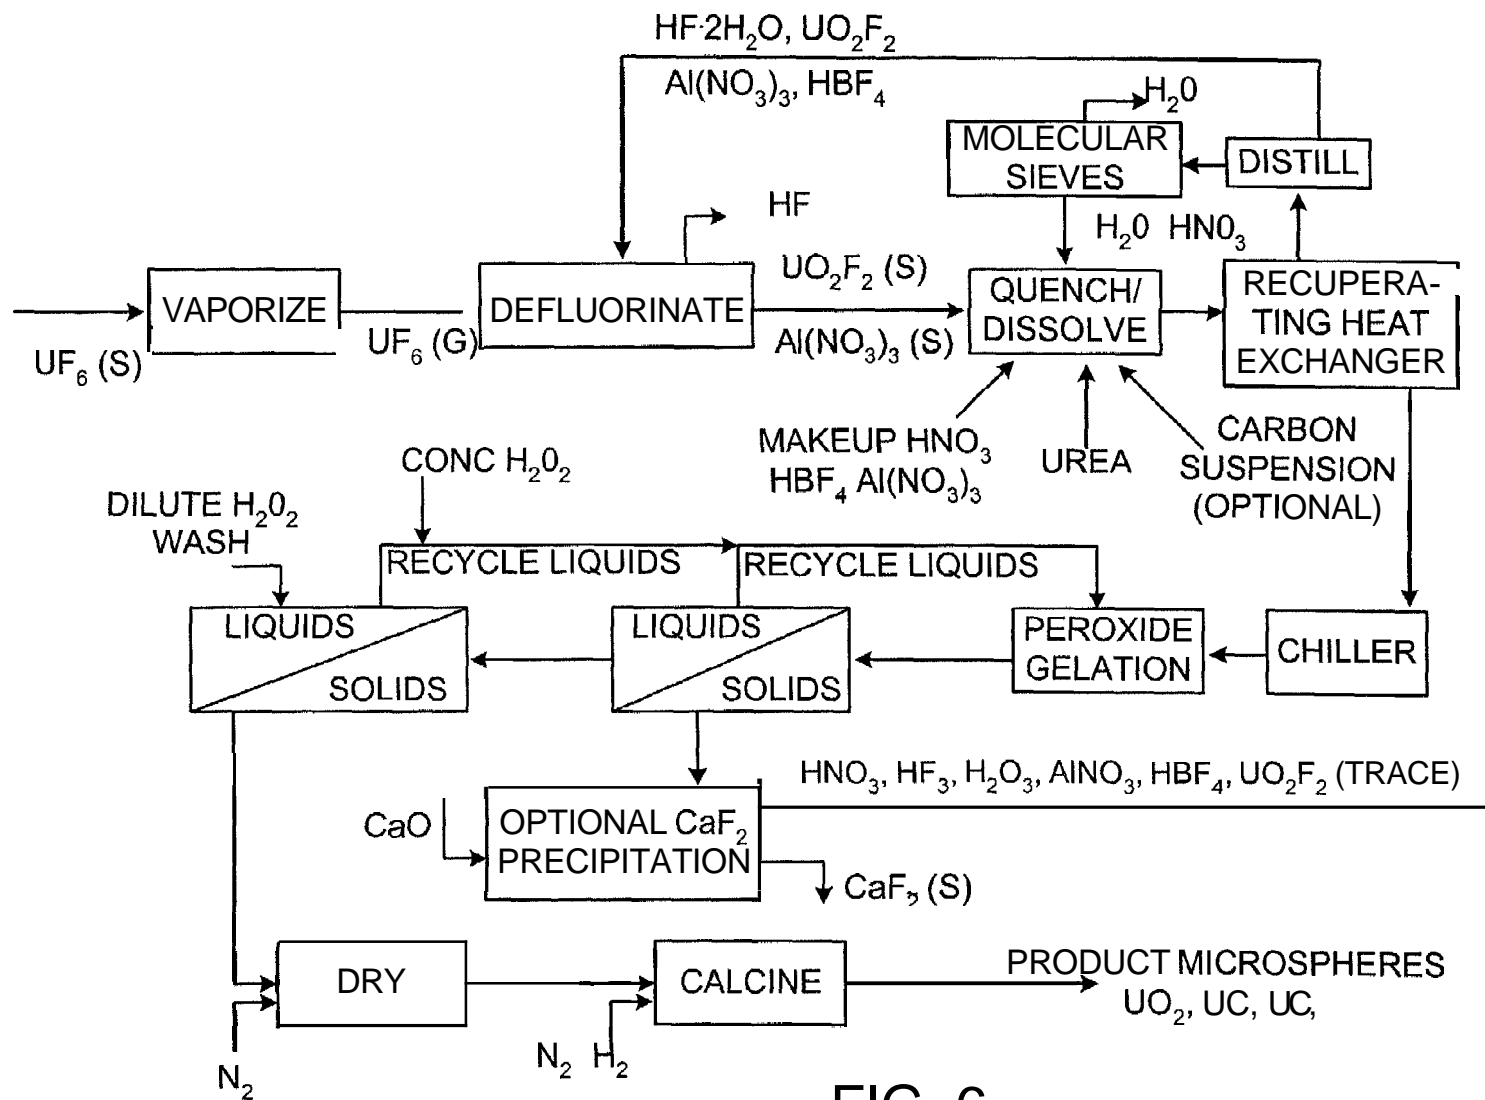 HF·2H₂O, UO₂F₂
Al(NO₃)₃, HBF₄
H₂0
MOLECULAR
SIEVES
DISTILL
HF
H₂0 HN0₃
UO₂F₂ (S)
VAPORIZE
DEFLUORINATE
QUENCH/
DISSOLVE
RECUPERA-
TING HEAT
EXCHANGER
UF₆ (S)
UF₆ (G)
Al(NO₃)₃ (S)
MAKEUP HNO₃
HBF₄ Al(NO₃)₃
UREA
CARBON
SUSPENSION
(OPTIONAL)
CONC H₂0₂
DILUTE H₂0₂
WASH
RECYCLE LIQUIDS
RECYCLE LIQUIDS
LIQUIDS
SOLIDS
LIQUIDS
SOLIDS
PEROXIDE
GELATION
CHILLER
HNO₃, HF₃, H₂O₃, AlNO₃, HBF₄, UO₂F₂ (TRACE)
CaO
OPTIONAL CaF₂
PRECIPITATION
CaF₂ (S)
DRY
CALCINE
PRODUCT MICROSPHERES
UO₂, UC, UC,
N₂
N₂ H₂
FIG. 6